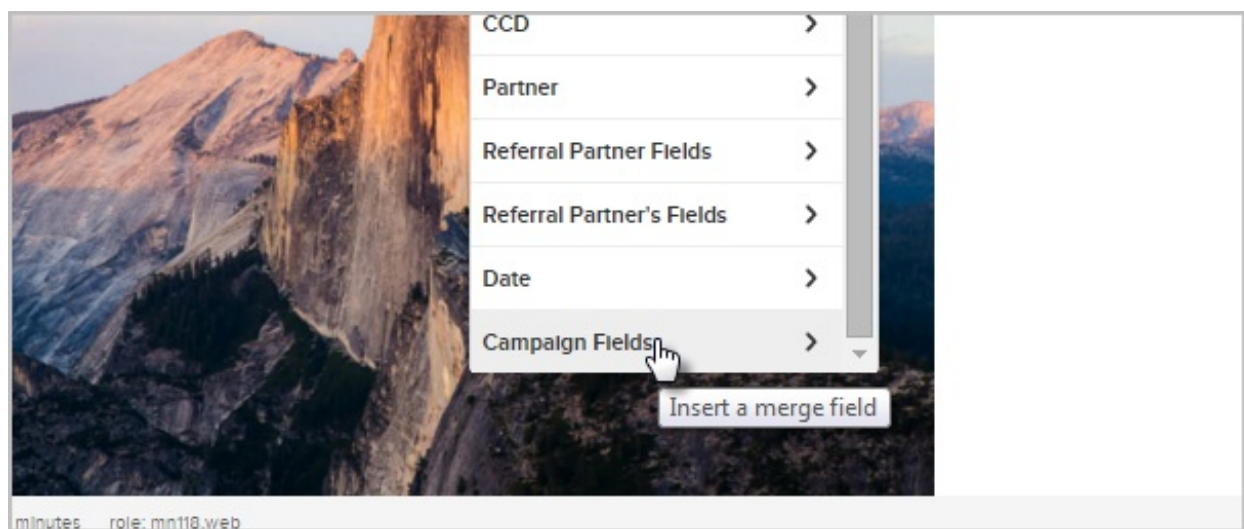 CCD
Partner
Referral Partner Fields
Referral Partner's Fields
Date
Campaign Fields
Insert a merge field
minutes role: mn118.web